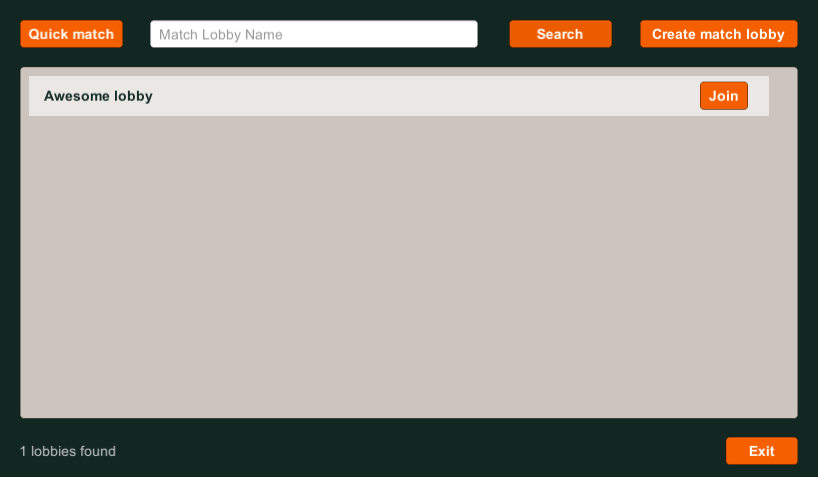 Quick match
Match Lobby Name
Search
Create match lobby
Awesome lobby
Join
1 lobbies found
Exit